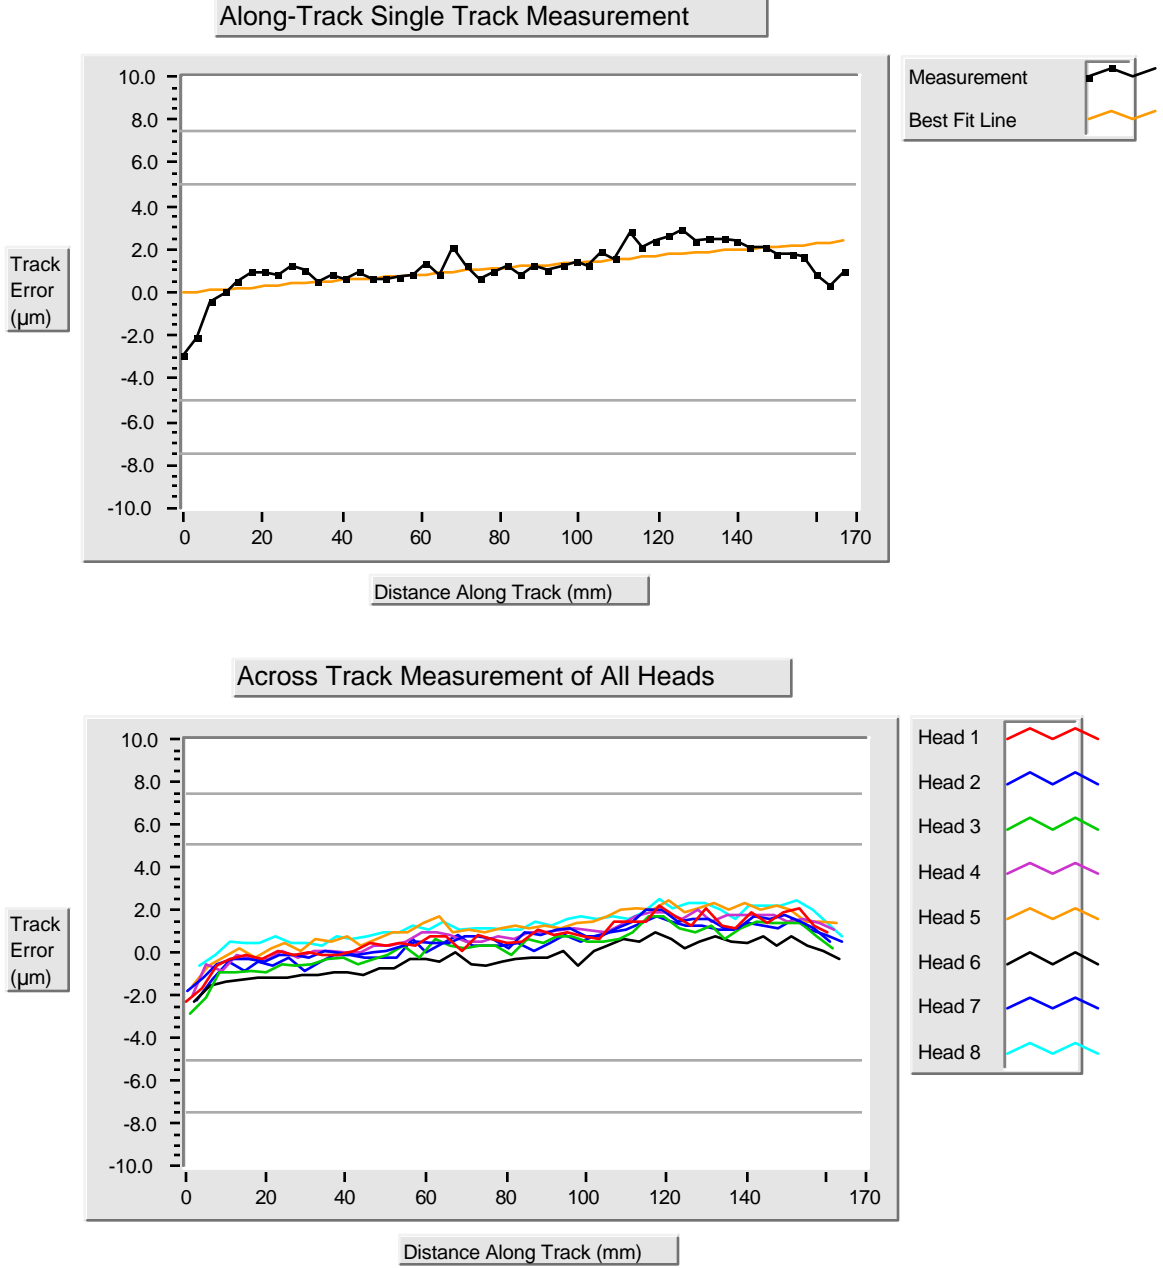 Along-Track Single Track Measurement
10.0
8.0
6.0
4.0
2.0
0.0
-2.0
-4.0
-6.0
-8.0
-10.0
Track
Error
(µm)
0 20 40 60 80 100 120 140 170
Distance Along Track (mm)
Measurement
Best Fit Line
Across Track Measurement of All Heads
10.0
8.0
6.0
4.0
2.0
0.0
-2.0
-4.0
-6.0
-8.0
-10.0
Track
Error
(µm)
0 20 40 60 80 100 120 140 170
Distance Along Track (mm)
Head 1
Head 2
Head 3
Head 4
Head 5
Head 6
Head 7
Head 8